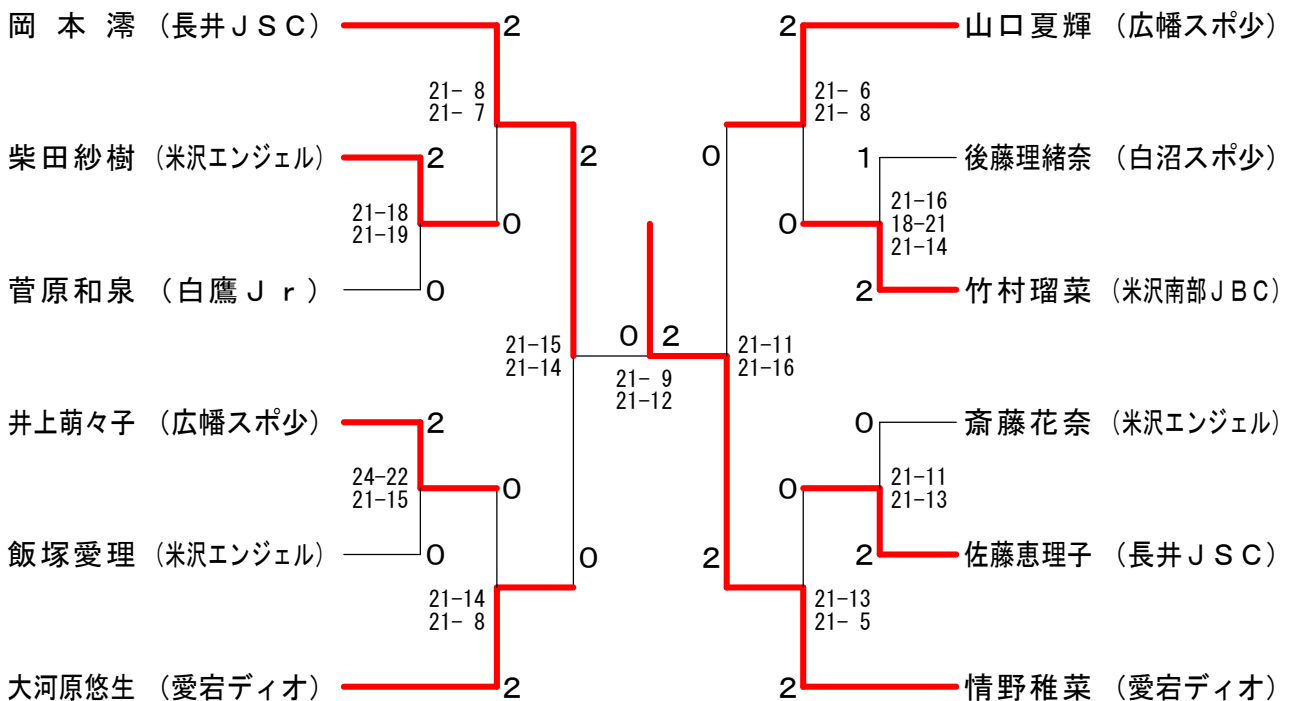 岡 本 澪 （長井ＪＳＣ） 2 2 山口夏輝 （広幡スポ少）
21- 8 21- 6
21- 7 21- 8
柴田紗樹 （米沢エンジェル） 2 2 0 1 後藤理緒奈 （白沼スポ少）
21-18 21-16
21-19 0 0 18-21
21-14
菅原和泉 （白鷹Ｊｒ） 0 2 竹村瑠菜 （米沢南部ＪＢＣ）
21-15 0 2 21-11
21-14 21-16
21- 9
21-12
井上萌々子 （広幡スポ少） 2 0 斎藤花奈 （米沢エンジェル）
24-22 21-11
21-15 0 0 21-13
飯塚愛理 （米沢エンジェル） 0 0 2 2 佐藤恵理子 （長井ＪＳＣ）
21-14 21-13
21- 8 21- 5
大河原悠生 （愛宕ディオ） 2 2 情野稚菜 （愛宕ディオ）